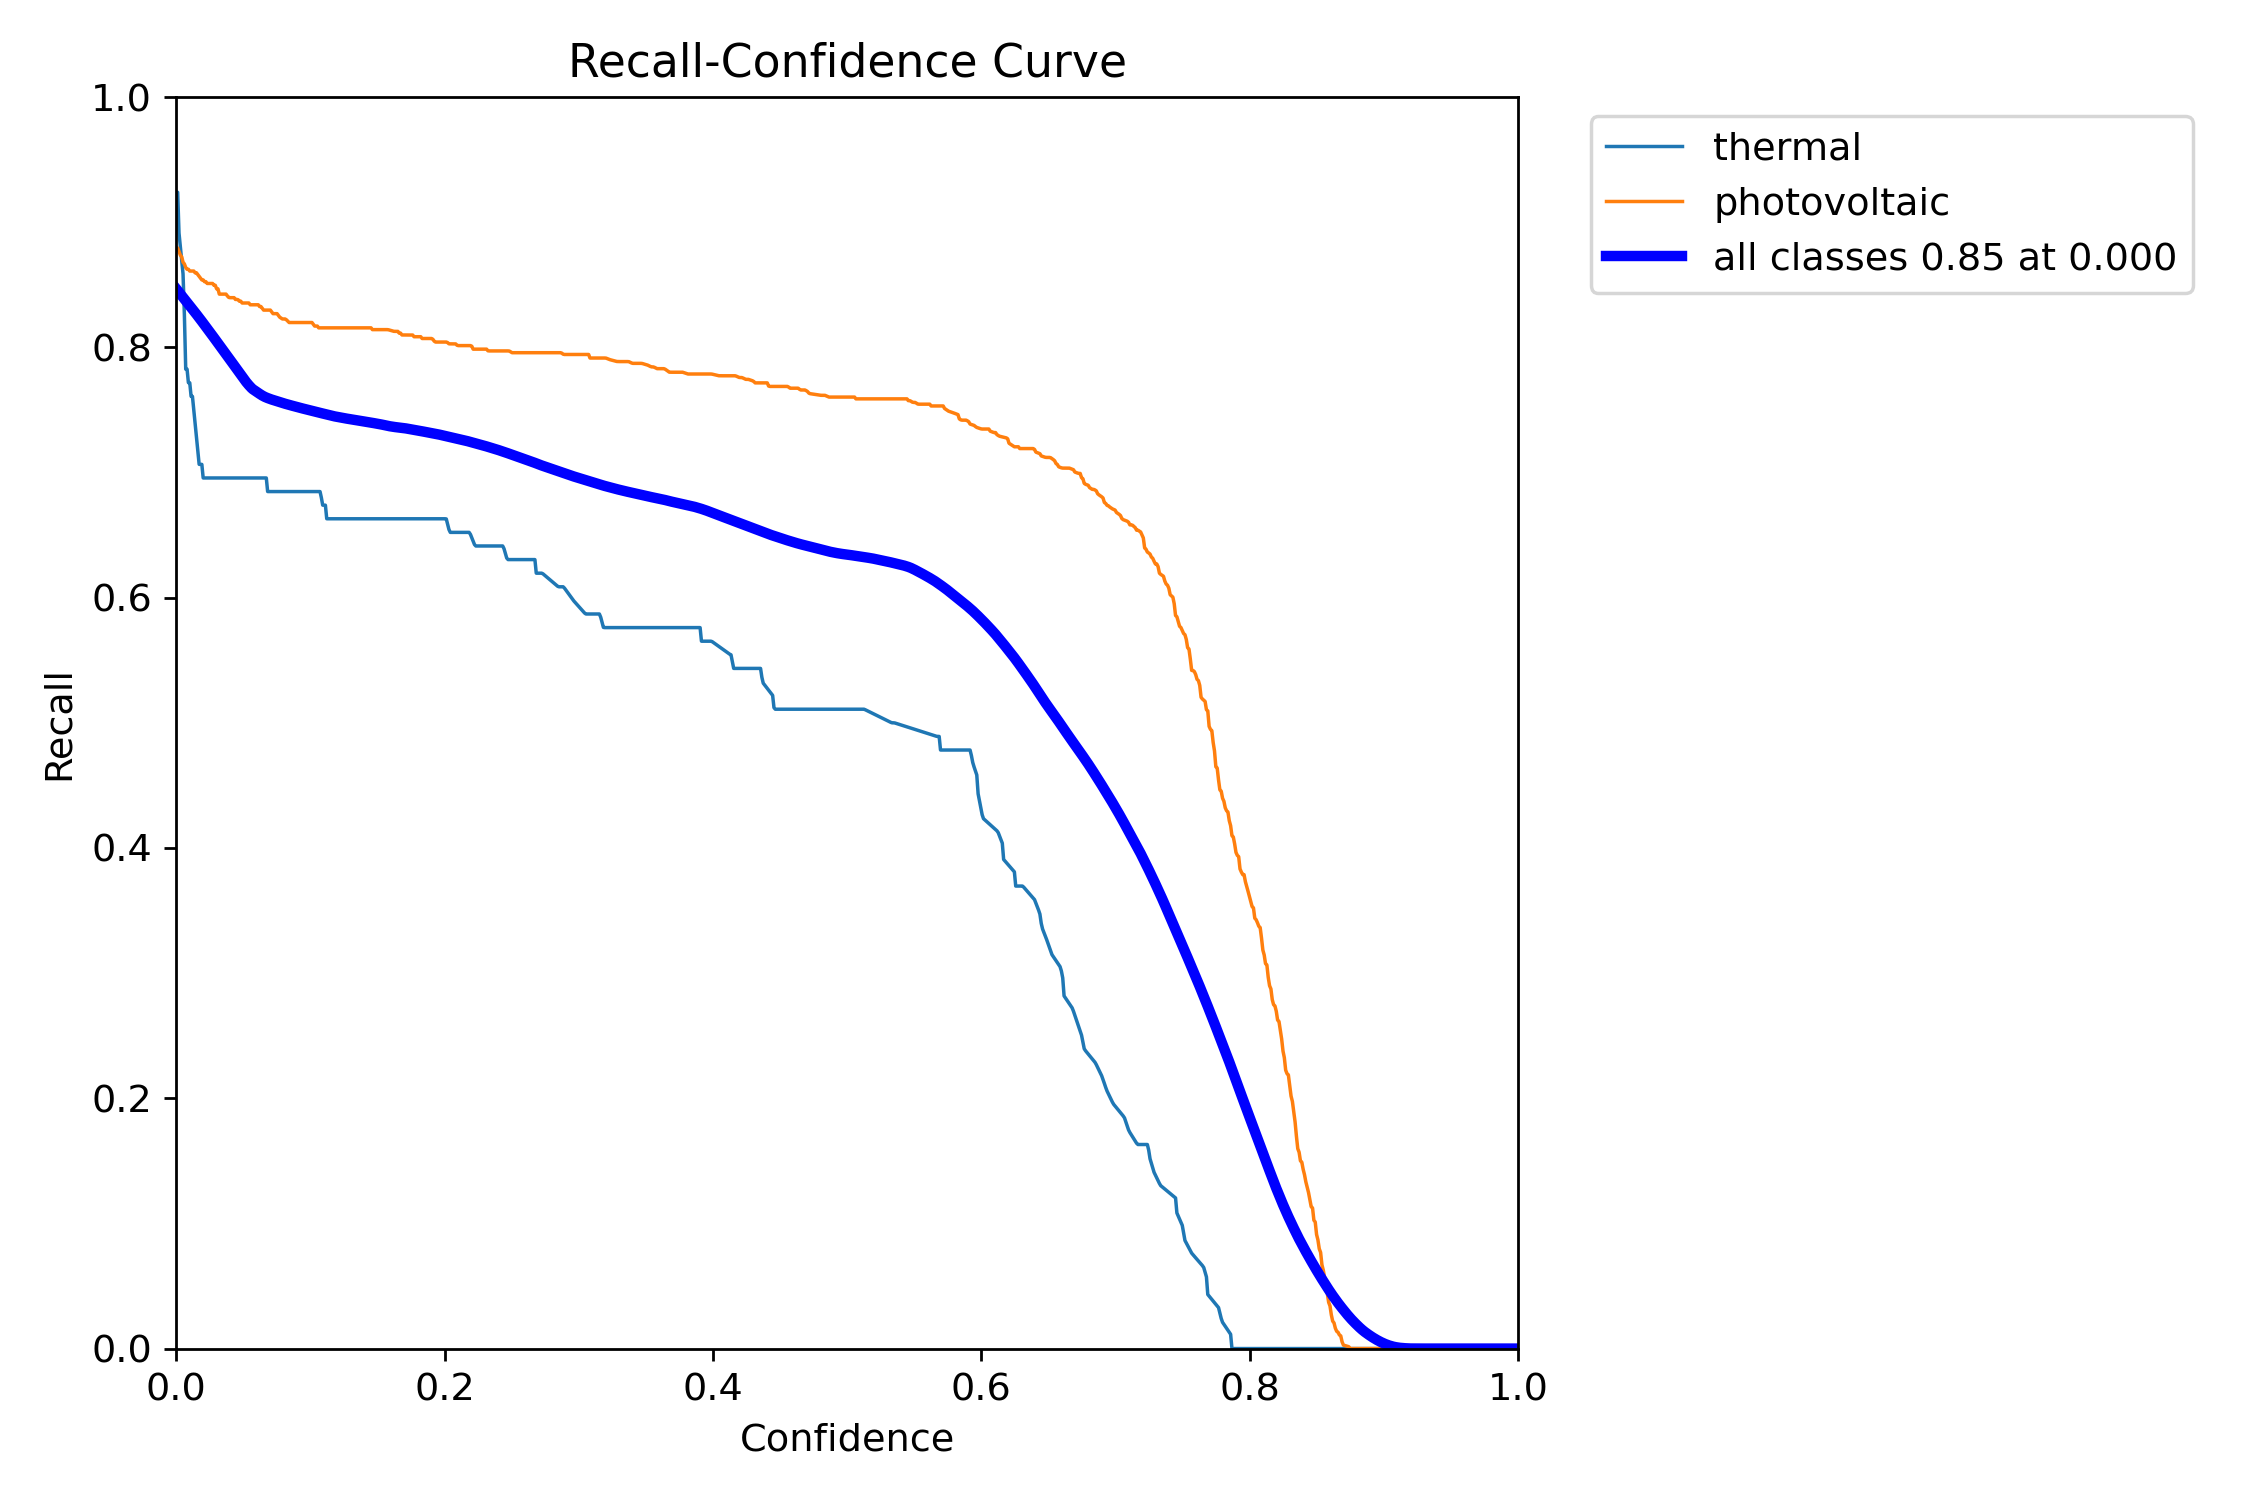 Recall-Confidence Curve
1.0
0.8
0.6
0.4
0.2
0.0
Recall
0.0 0.2 0.4 0.6 0.8 1.0
Confidence
thermal
photovoltaic
all classes 0.85 at 0.000